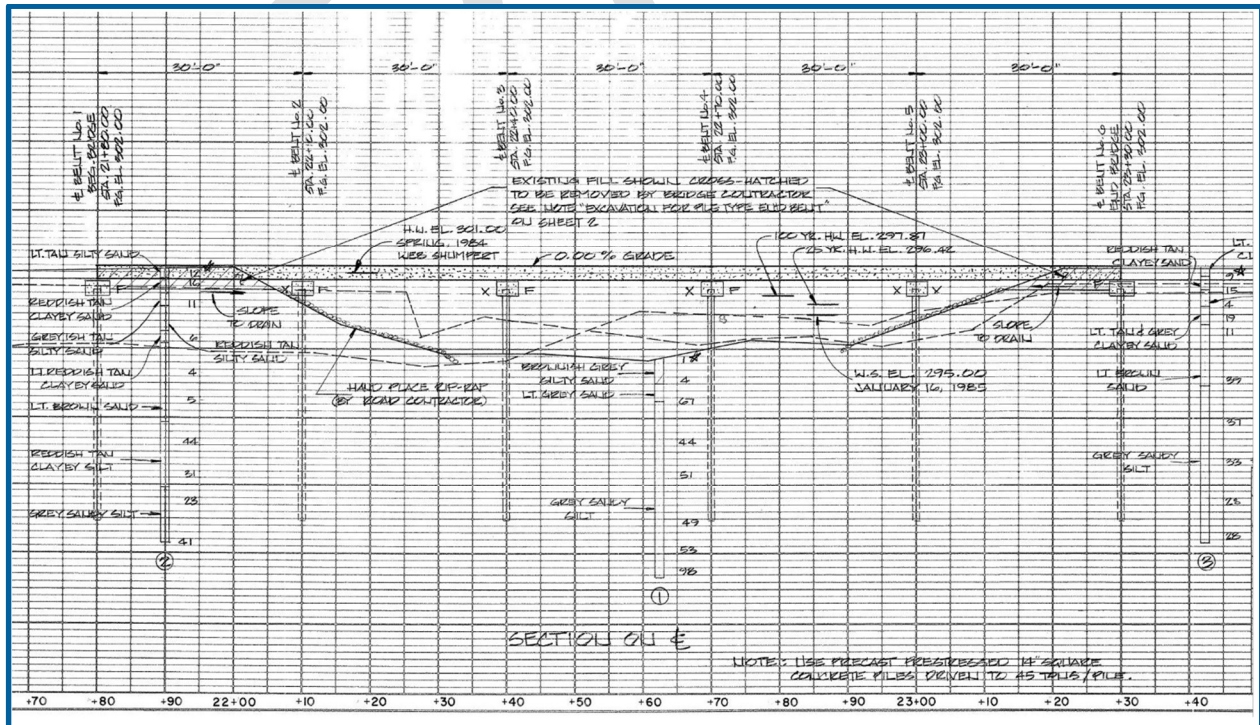 30'-0" 30'-0" 30'-0" 30'-0" 30'-0"
℄ BENT No. 1
BEG. BRIDGE
STA. 21+80.00
F.G. EL. 302.00
℄ BENT No. 2
STA. 22+10.00
F.G. EL. 302.00
℄ BENT No. 3
STA. 22+40.00
F.G. EL. 302.00
℄ BENT No. 4
STA. 22+70.00
F.G. EL. 302.00
℄ BENT No. 5
STA. 23+00.00
F.G. EL. 302.00
℄ BENT No. 6
END BRIDGE
STA. 23+30.00
F.G. EL. 302.00
EXISTING FILL SHOWN CROSS-HATCHED
TO BE REMOVED BY BRIDGE CONTRACTOR
SEE NOTE "EXCAVATION FOR PILE TYPE END BENT"
ON SHEET 2
H.W. EL. 301.00
SPRING, 1984
WEB SHUMPERT
0.00 % GRADE
100 YR. H.W. EL. 297.87
25 YR. H.W. EL. 296.42
LT. TAN SILTY SAND
REDDISH TAN
CLAYEY SAND
GREYISH TAN
SILTY SAND
LT. REDDISH TAN
CLAYEY SAND
LT. BROWN SAND
REDDISH TAN
CLAYEY SILT
GREY SANDY SILT
F
X F
X F
X F
X X
F
SLOPE
TO DRAIN
REDDISH TAN
SILTY SAND
11
6
4
5
44
31
23
41
2
HAND PLACE RIP-RAP
(BY ROAD CONTRACTOR)
BROWNISH GREY
SILTY SAND
LT. GREY SAND
GREY SANDY
SILT
1
4
67
44
51
49
53
98
1
W.S. EL. 295.00
JANUARY 16, 1985
SLOPE
TO DRAIN
REDDISH TAN
CLAYEY SAND
LT.
LT. TAN & GREY
CLAYEY SAND
LT. BROWN
SAND
GREY SANDY
SILT
9
15
4
19
11
39
37
33
28
3
SECTION ON ℄
NOTE: USE PRECAST PRESTRESSED 14" SQUARE
CONCRETE PILES DRIVEN TO 45 TONS/PILE.
+70 +80 +90 22+00 +10 +20 +30 +40 +50 +60 +70 +80 +90 23+00 +10 +20 +30 +40